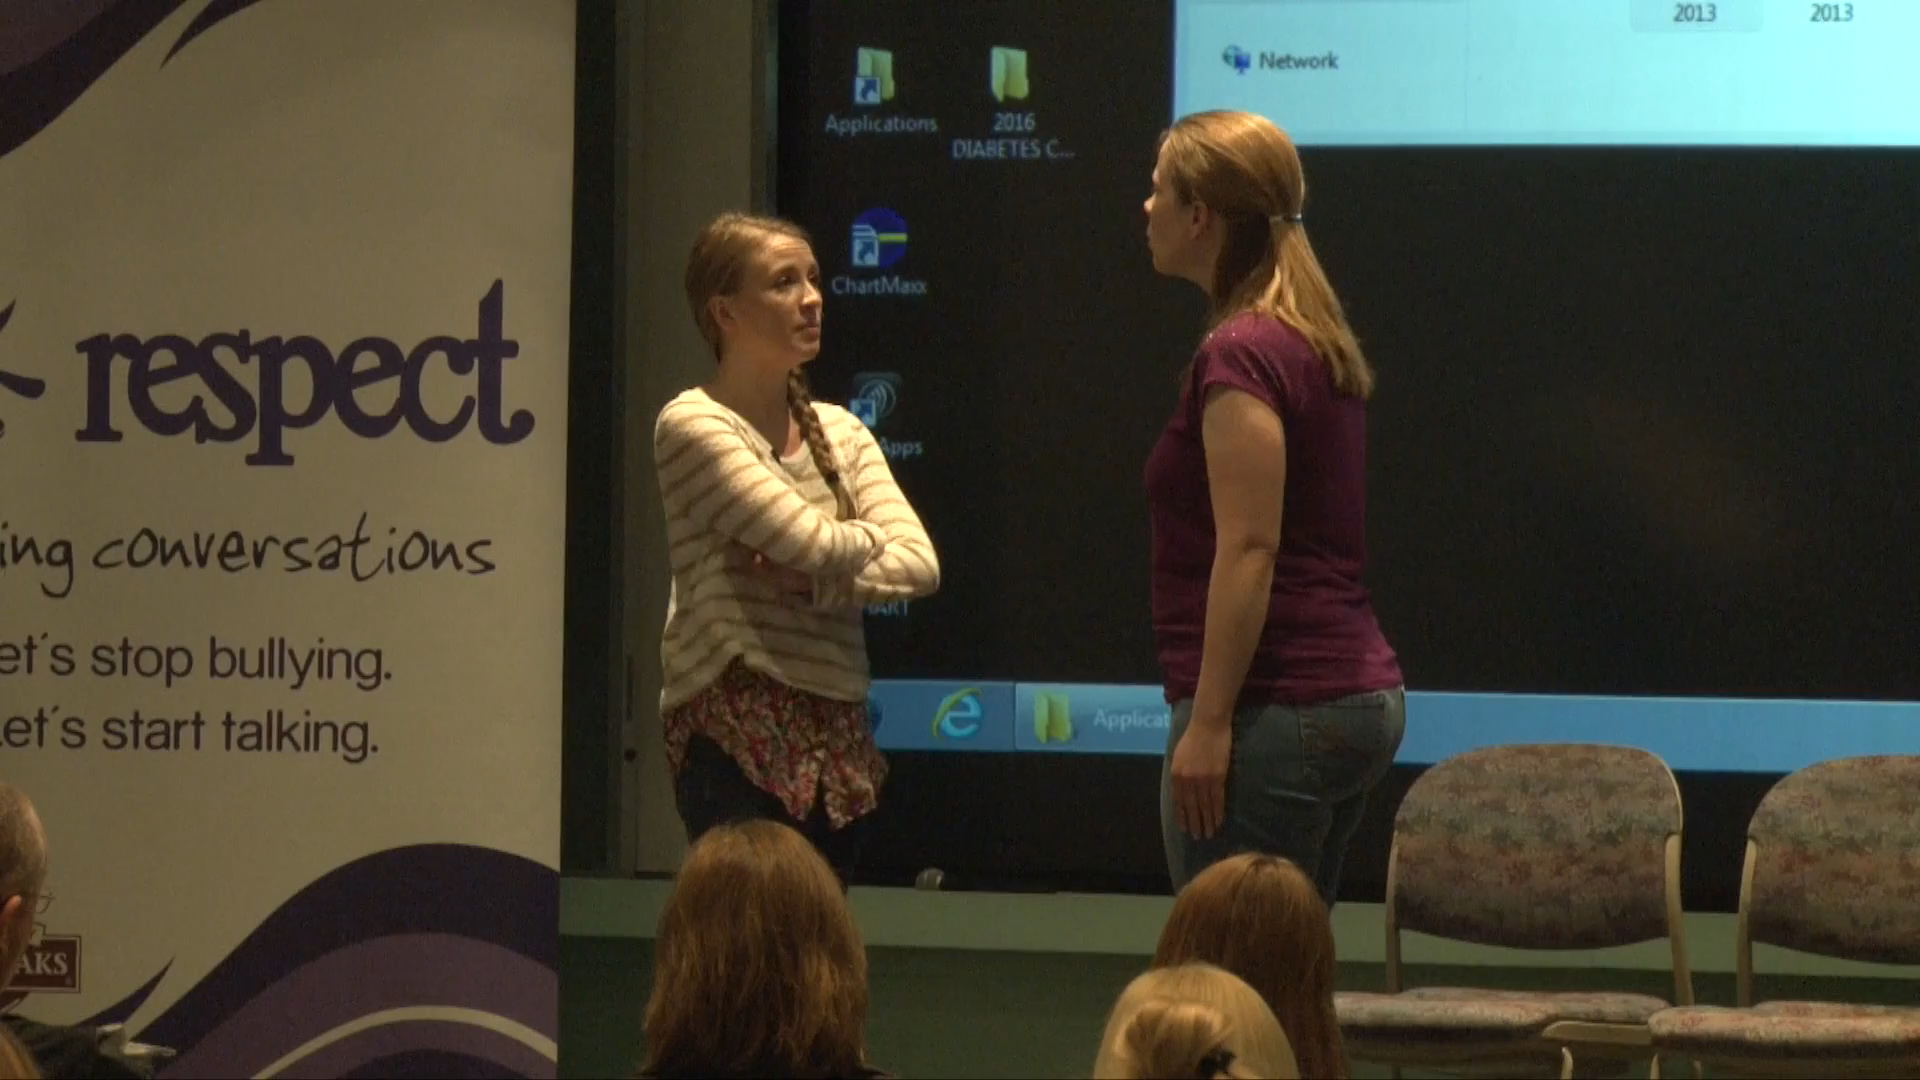 respect
ing conversations
et's stop bullying.
et's start talking.
AKS
Applications
2016
DIABETES C...
ChartMaxx
Apps
ART
Network
2013
2013
Applicat